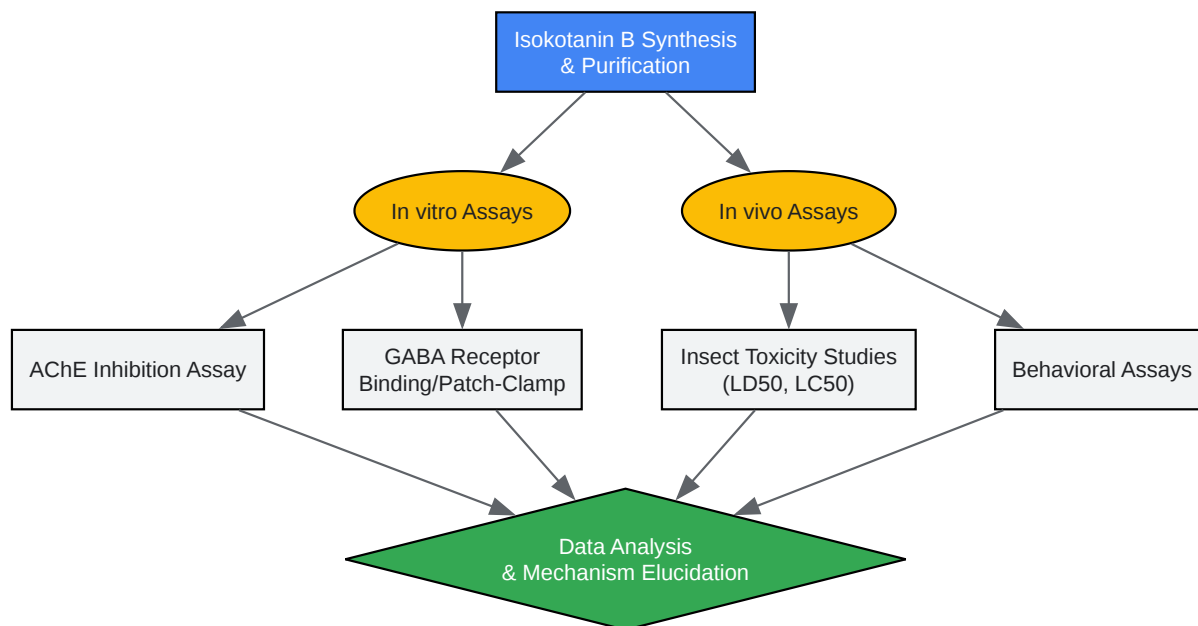 Isokotanin B Synthesis
& Purification
In vitro Assays
In vivo Assays
AChE Inhibition Assay
GABA Receptor
Binding/Patch-Clamp
Insect Toxicity Studies
(LD50, LC50)
Behavioral Assays
Data Analysis
& Mechanism Elucidation